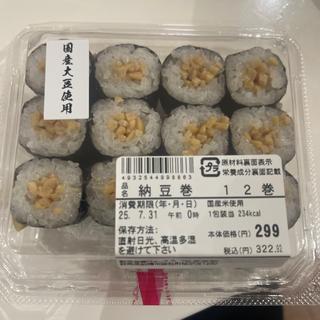 国産大豆使用
4932544998663
プラ
原材料裏面表示
栄養成分裏面記載
品名 納豆巻 12巻
消費期限(年・月・日)
25. 7.31 午前 0時
国産米使用
1包装当 234kcal
保存方法:
直射日光、高温多湿
を避けて下さい
本体価格(円) 299
税込(円) 322.92